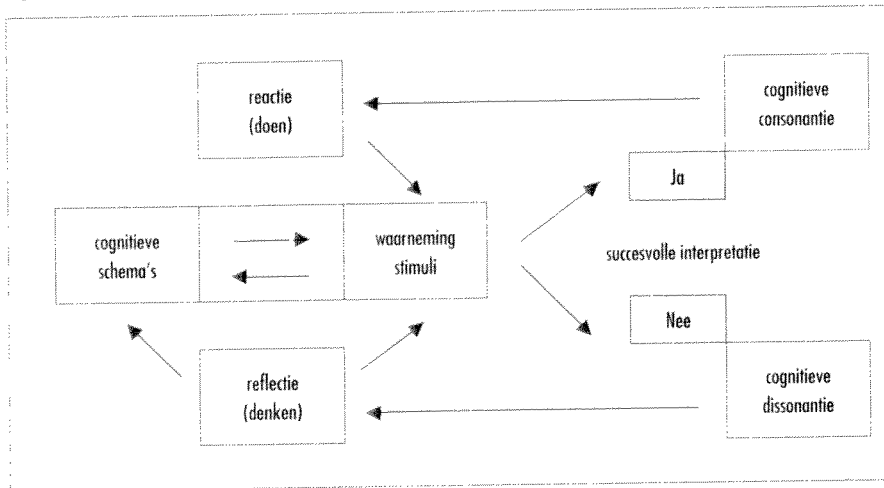 reactie
(doen)
cognitieve
consonantie
Ja
cognitieve
schema's
waarneming
stimuli
succesvolle interpretatie
Nee
reflectie
(denken)
cognitieve
dissonantie